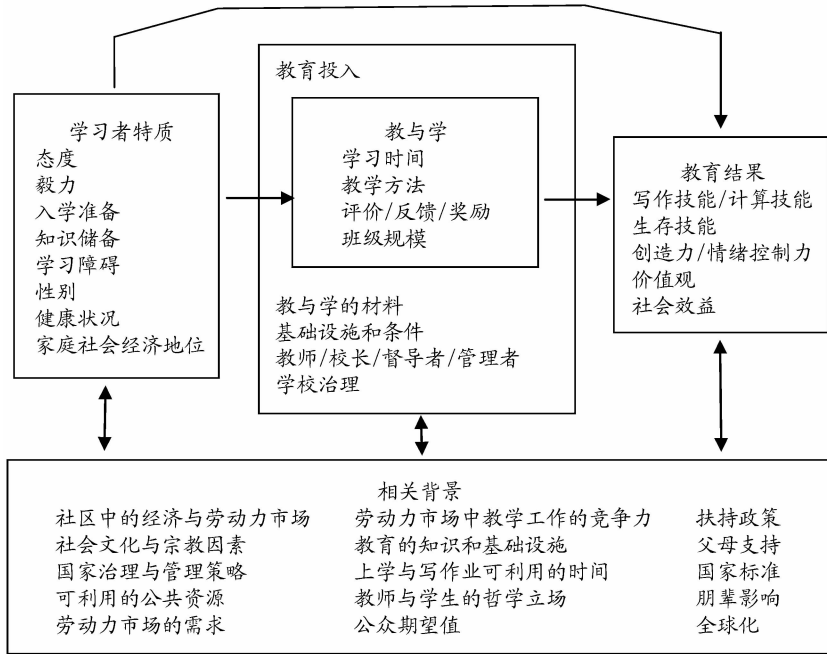 教育投入
学习者特质
态度
毅力
入学准备
知识储备
学习障碍
性别
健康状况
家庭社会经济地位
教与学
学习时间
教学方法
评价/反馈/奖励
班级规模
教与学的材料
基础设施和条件
教师/校长/督导者/管理者
学校治理
教育结果
写作技能/计算技能
生存技能
创造力/情绪控制力
价值观
社会效益
相关背景
社区中的经济与劳动力市场
社会文化与宗教因素
国家治理与管理策略
可利用的公共资源
劳动力市场的需求
劳动力市场中教学工作的竞争力
教育的知识和基础设施
上学与写作业可利用的时间
教师与学生的哲学立场
公众期望值
扶持政策
父母支持
国家标准
朋辈影响
全球化